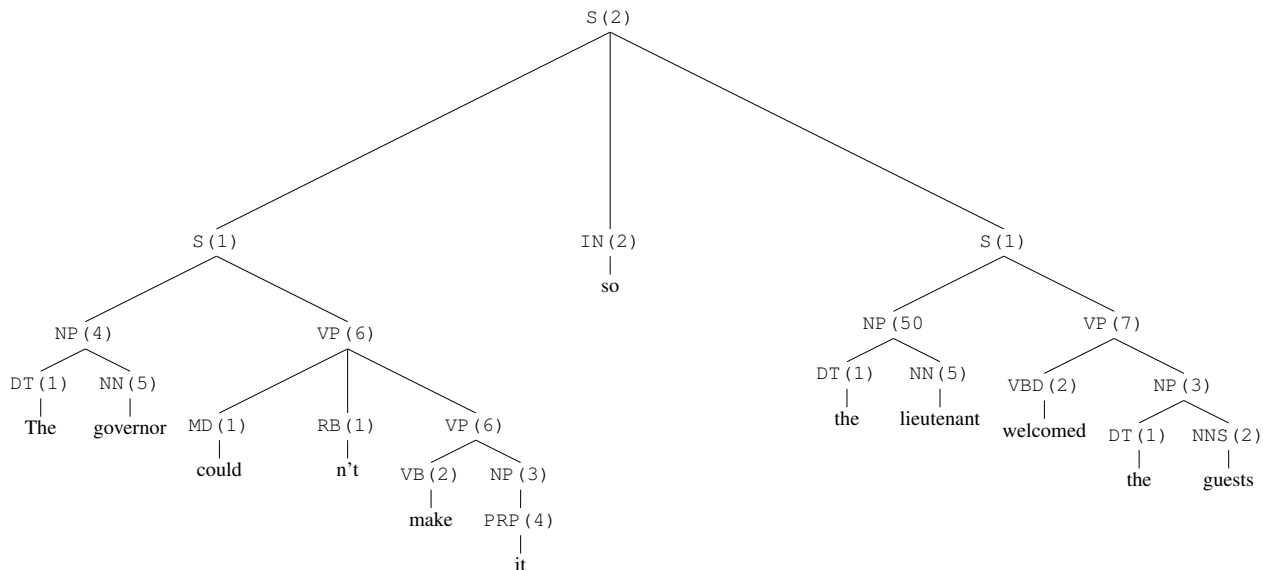 S(2)
S(1) IN(2) S(1)
so
NP(4) VP(6) NP(50 VP(7)
DT(1) NN(5) DT(1) NN(5) VBD(2) NP(3)
The governor MD(1) RB(1) VP(6) the lieutenant welcomed DT(1) NNS(2)
could n't VB(2) NP(3) the guests
make PRP(4)
it